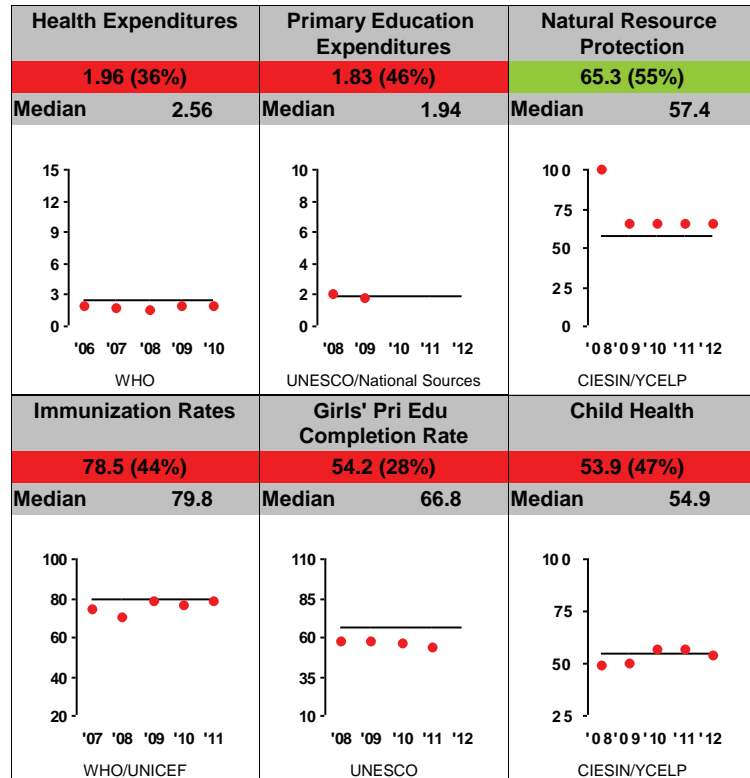 Health Expenditures
1.96 (36%)
Median 2.56
15
12
9
6
3
0
'06 '07 '08 '09 '10
WHO
Primary Education
Expenditures
1.83 (46%)
Median 1.94
10
8
6
4
2
0
'08 '09 '10 '11 '12
UNESCO/National Sources
Natural Resource
Protection
65.3 (55%)
Median 57.4
100
75
50
25
0
'08 '09 '10 '11 '12
CIESIN/YCELP
Immunization Rates
78.5 (44%)
Median 79.8
100
80
60
40
20
'07 '08 '09 '10 '11
WHO/UNICEF
Girls' Pri Edu
Completion Rate
54.2 (28%)
Median 66.8
110
85
60
35
10
'08 '09 '10 '11 '12
UNESCO
Child Health
53.9 (47%)
Median 54.9
100
75
50
25
'08 '09 '10 '11 '12
CIESIN/YCELP